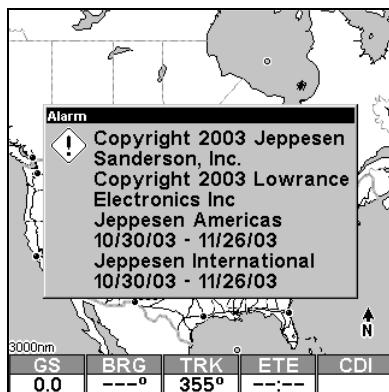 Alarm
Copyright 2003 Jeppesen
Sanderson, Inc.
Copyright 2003 Lowrance
Electronics Inc
Jeppesen Americas
10/30/03 - 11/26/03
Jeppesen International
10/30/03 - 11/26/03
N
3000nm
GS BRG TRK ETE CDI
0.0 ---º 355º --:--